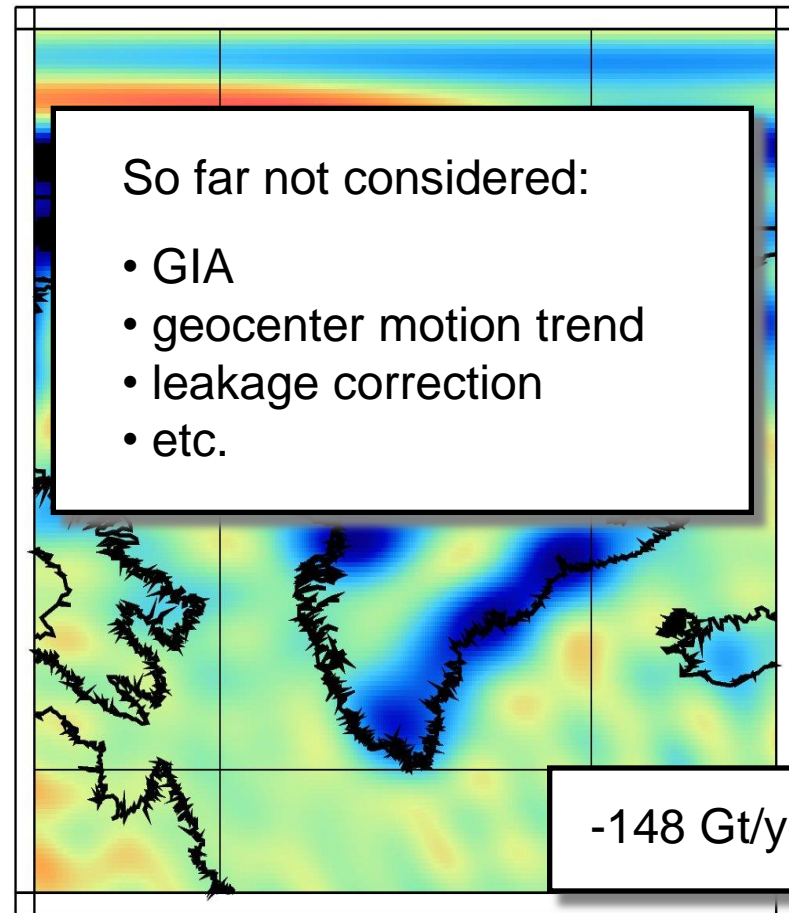 So far not considered:
• GIA
• geocenter motion trend
• leakage correction
• etc.
-148 Gt/y